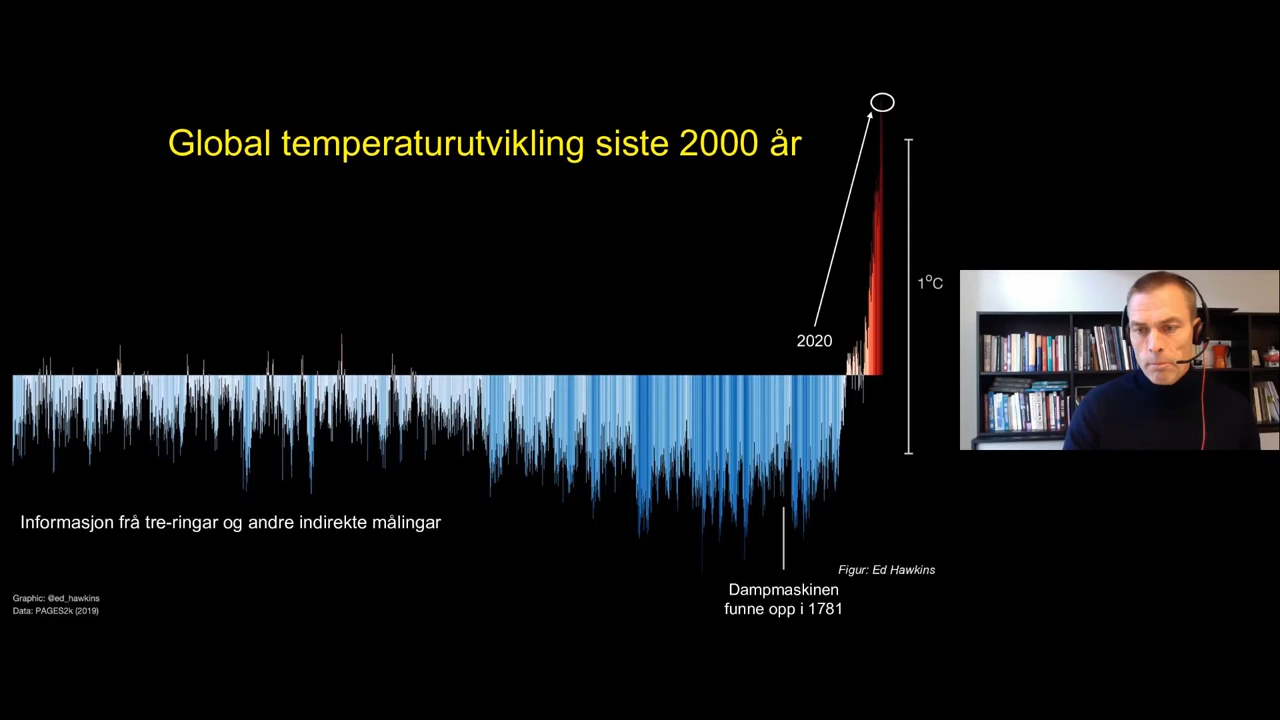 Global temperaturutvikling siste 2000 år
1°C
2020
Informasjon frå tre-ringar og andre indirekte målingar
Figur: Ed Hawkins
Dampmaskinen
funne opp i 1781
Graphic: @ed_hawkins
Data: PAGES2k (2019)